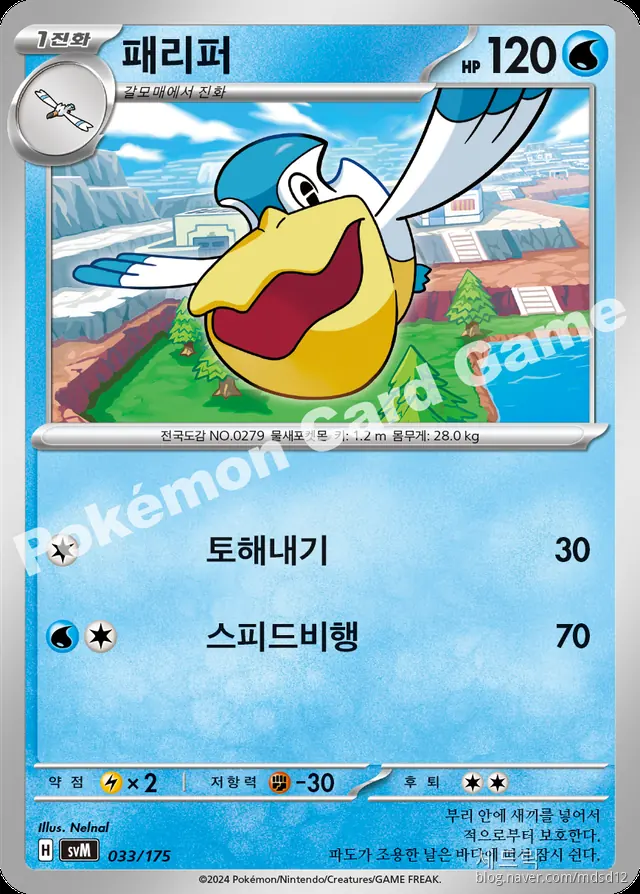 1진화
패리퍼
HP 120
갈모매에서 진화
전국도감 NO.0279 물새포켓몬 키: 1.2 m 몸무게: 28.0 kg
Pokémon Card Game
토해내기 30
스피드비행 70
약점 ×2 저항력 -30 후퇴
Illus. Nelnal
H svM 033/175
부리 안에 새끼를 넣어서
적으로부터 보호한다.
파도가 조용한 날은 바다에 떠서 잠시 쉰다.
blog.naver.com/mdsd12
©2024 Pokémon/Nintendo/Creatures/GAME FREAK.